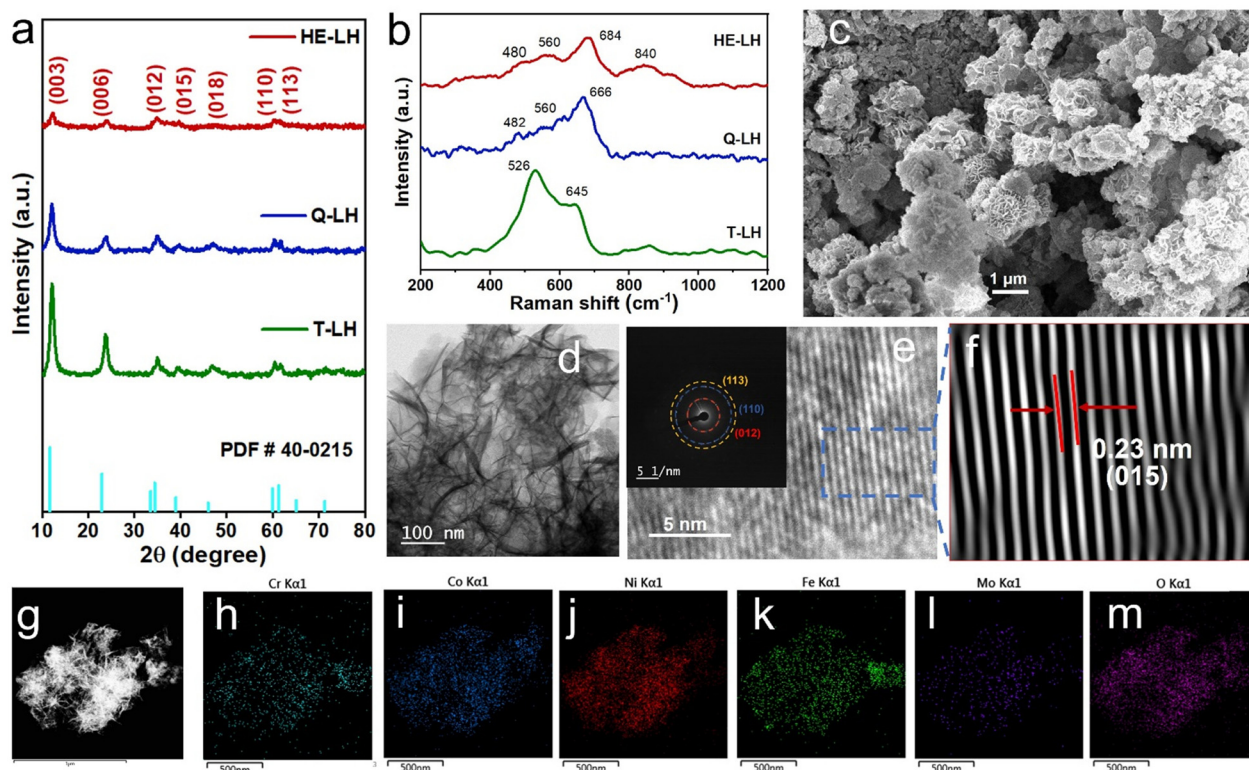 a
HE-LH
(003)
(006)
(012)
(015)
(018)
(110)
(113)
Q-LH
T-LH
PDF # 40-0215
Intensity (a.u.)
10 20 30 40 50 60 70 80
2θ (degree)
b
HE-LH
480
560
684
840
Q-LH
482
560
666
T-LH
526
645
Intensity (a.u.)
200 400 600 800 1000 1200
Raman shift (cm⁻¹)
c
1 µm
d
100 nm
e
(113)
(110)
(012)
5 1/nm
5 nm
f
0.23 nm
(015)
g
1µm
Cr Kα1
h
500nm
Co Kα1
i
500nm
Ni Kα1
j
500nm
Fe Kα1
k
500nm
Mo Kα1
l
500nm
O Kα1
m
500nm